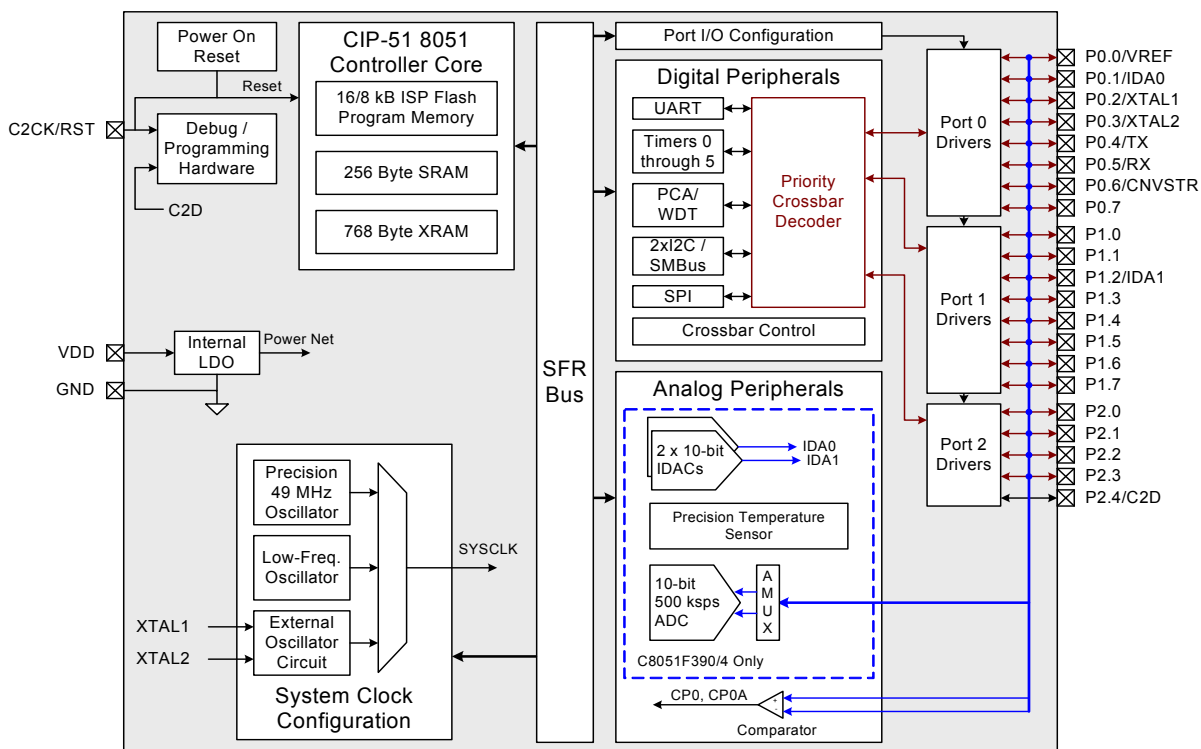 Power On
Reset
Reset
C2CK/RST
Debug /
Programming
Hardware
C2D
CIP-51 8051
Controller Core
16/8 kB ISP Flash
Program Memory
256 Byte SRAM
768 Byte XRAM
VDD
GND
Internal
LDO
Power Net
Precision
49 MHz
Oscillator
Low-Freq.
Oscillator
External
Oscillator
Circuit
XTAL1
XTAL2
SYSCLK
System Clock
Configuration
SFR
Bus
Port I/O Configuration
Digital Peripherals
UART
Timers 0
through 5
PCA/
WDT
2xI2C /
SMBus
SPI
Priority
Crossbar
Decoder
Crossbar Control
Analog Peripherals
2 x 10-bit
IDACs
IDA0
IDA1
Precision Temperature
Sensor
10-bit
500 ksps
ADC
A
M
U
X
C8051F390/4 Only
CP0, CP0A
+
-
Comparator
Port 0
Drivers
Port 1
Drivers
Port 2
Drivers
P0.0/VREF
P0.1/IDA0
P0.2/XTAL1
P0.3/XTAL2
P0.4/TX
P0.5/RX
P0.6/CNVSTR
P0.7
P1.0
P1.1
P1.2/IDA1
P1.3
P1.4
P1.5
P1.6
P1.7
P2.0
P2.1
P2.2
P2.3
P2.4/C2D